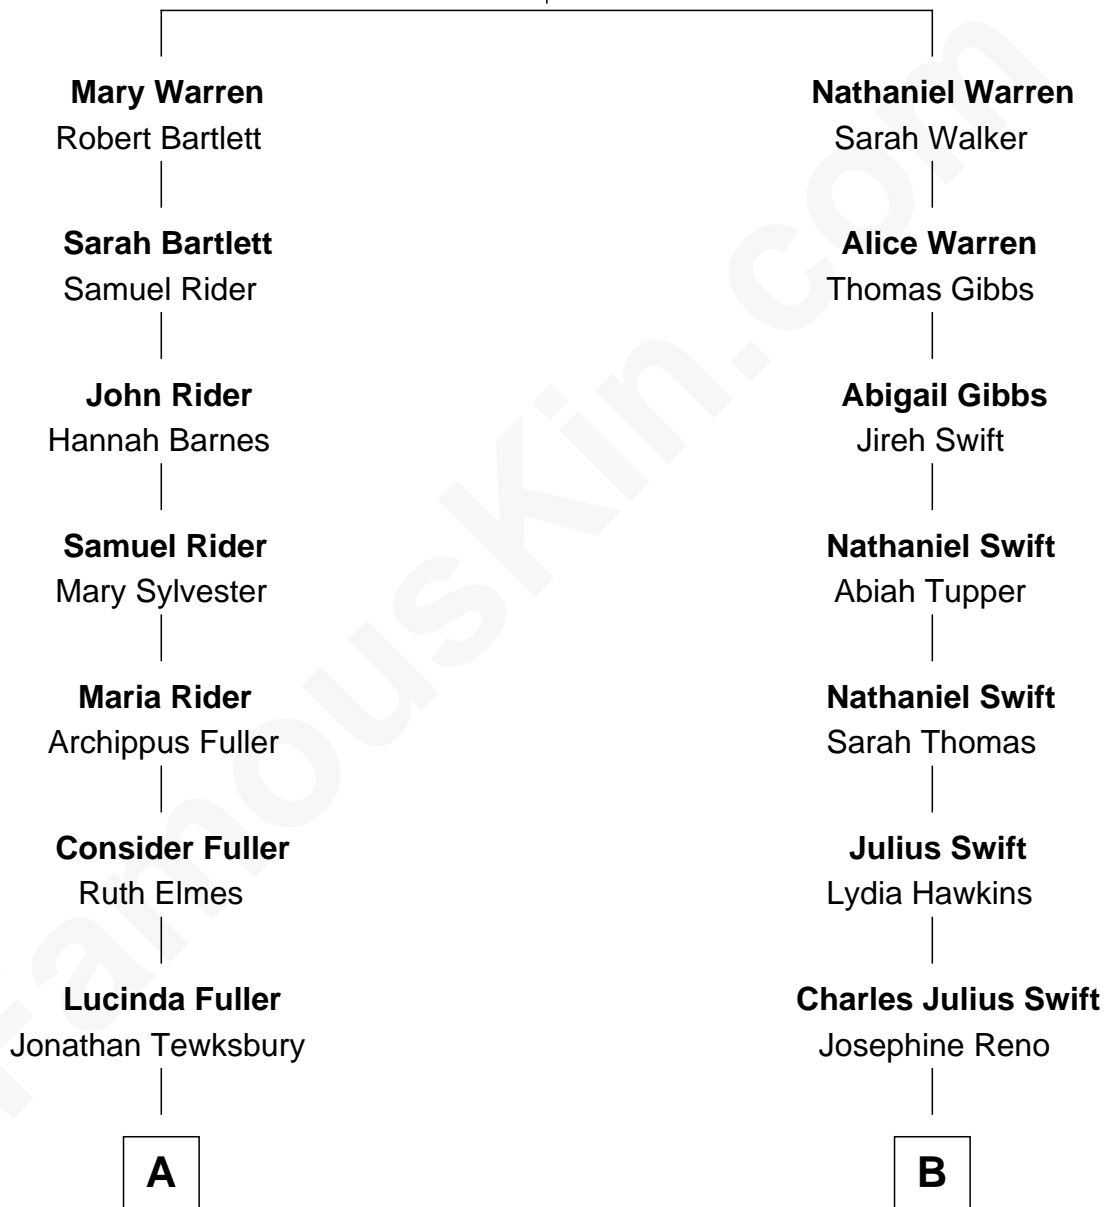 Mary Warren
Robert Bartlett
Sarah Bartlett
Samuel Rider
John Rider
Hannah Barnes
Samuel Rider
Mary Sylvester
Maria Rider
Archippus Fuller
Consider Fuller
Ruth Elmes
Lucinda Fuller
Jonathan Tewksbury
A
Nathaniel Warren
Sarah Walker
Alice Warren
Thomas Gibbs
Abigail Gibbs
Jireh Swift
Nathaniel Swift
Abiah Tupper
Nathaniel Swift
Sarah Thomas
Julius Swift
Lydia Hawkins
Charles Julius Swift
Josephine Reno
B
FamousKin.com